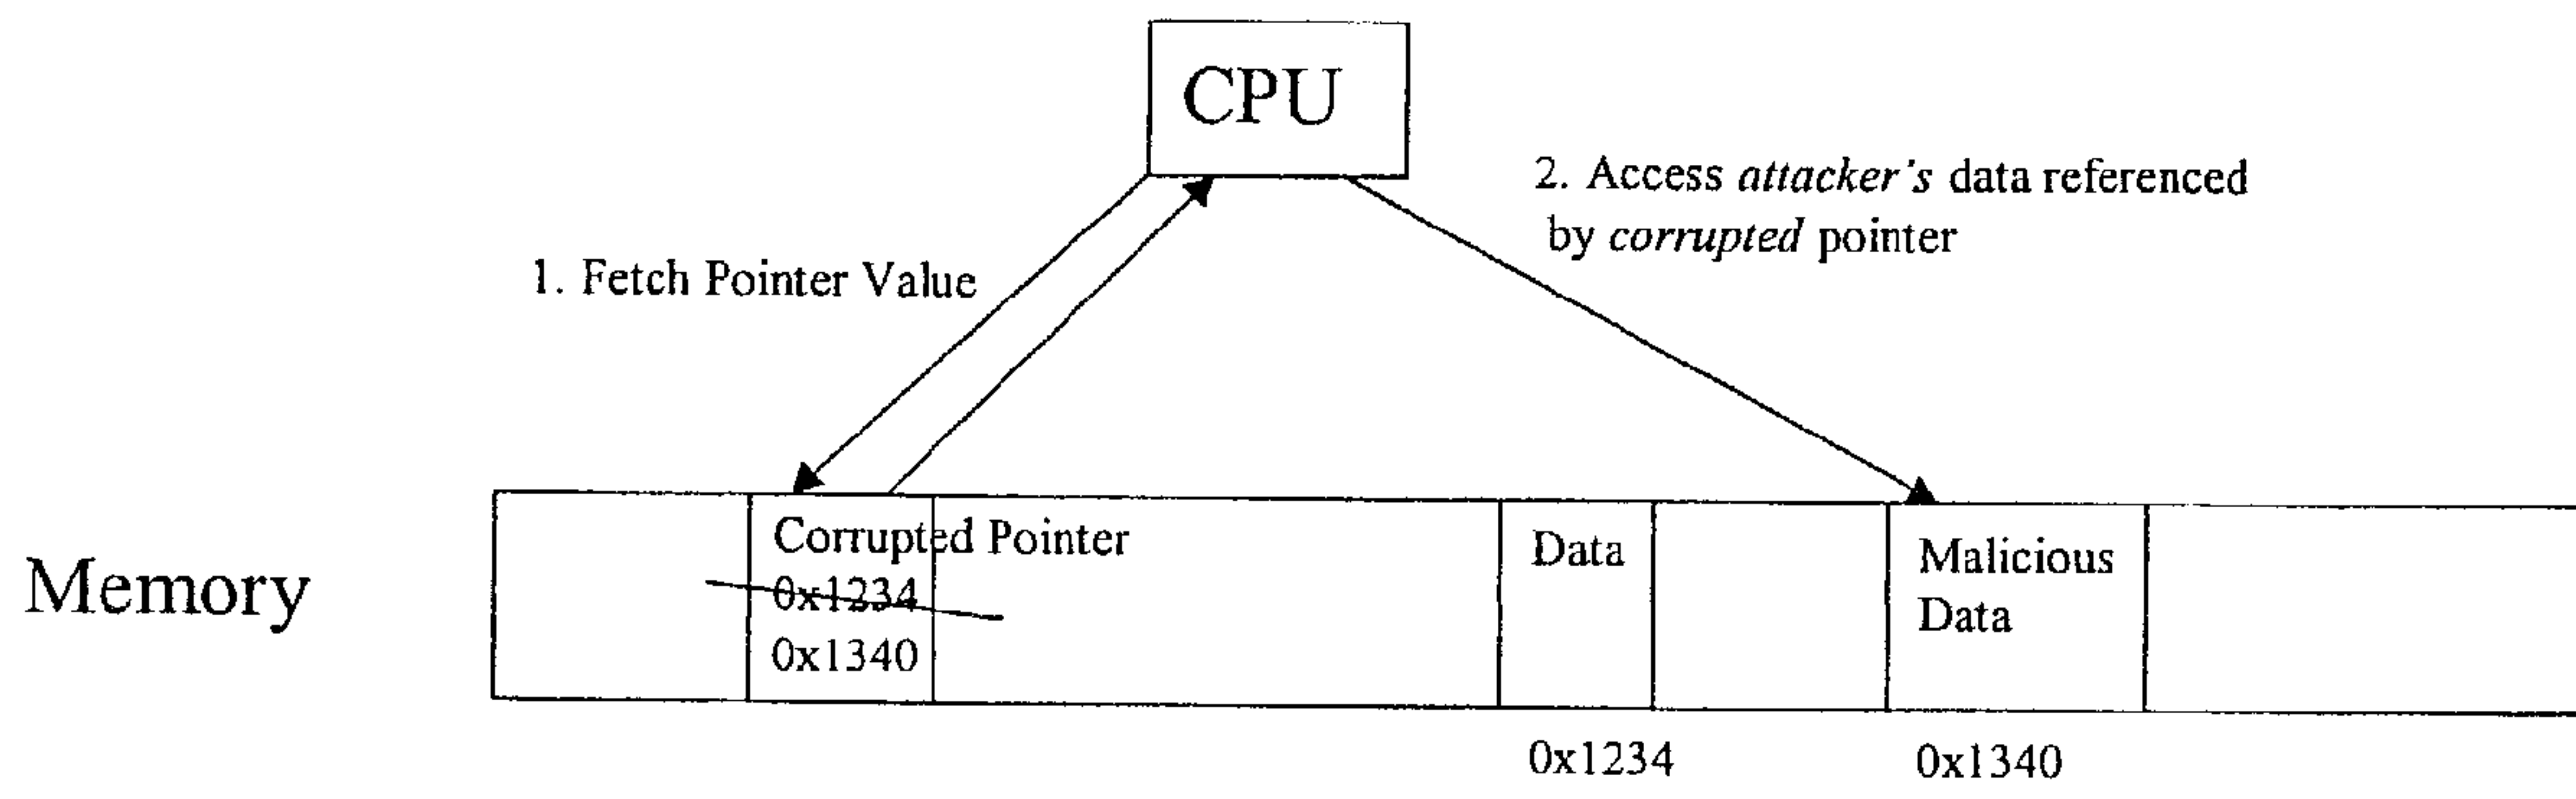 CPU
2. Access attacker's data referenced
by corrupted pointer
1. Fetch Pointer Value
Memory
Corrupted Pointer
0x1234
0x1340
Data
Malicious
Data
0x1234
0x1340